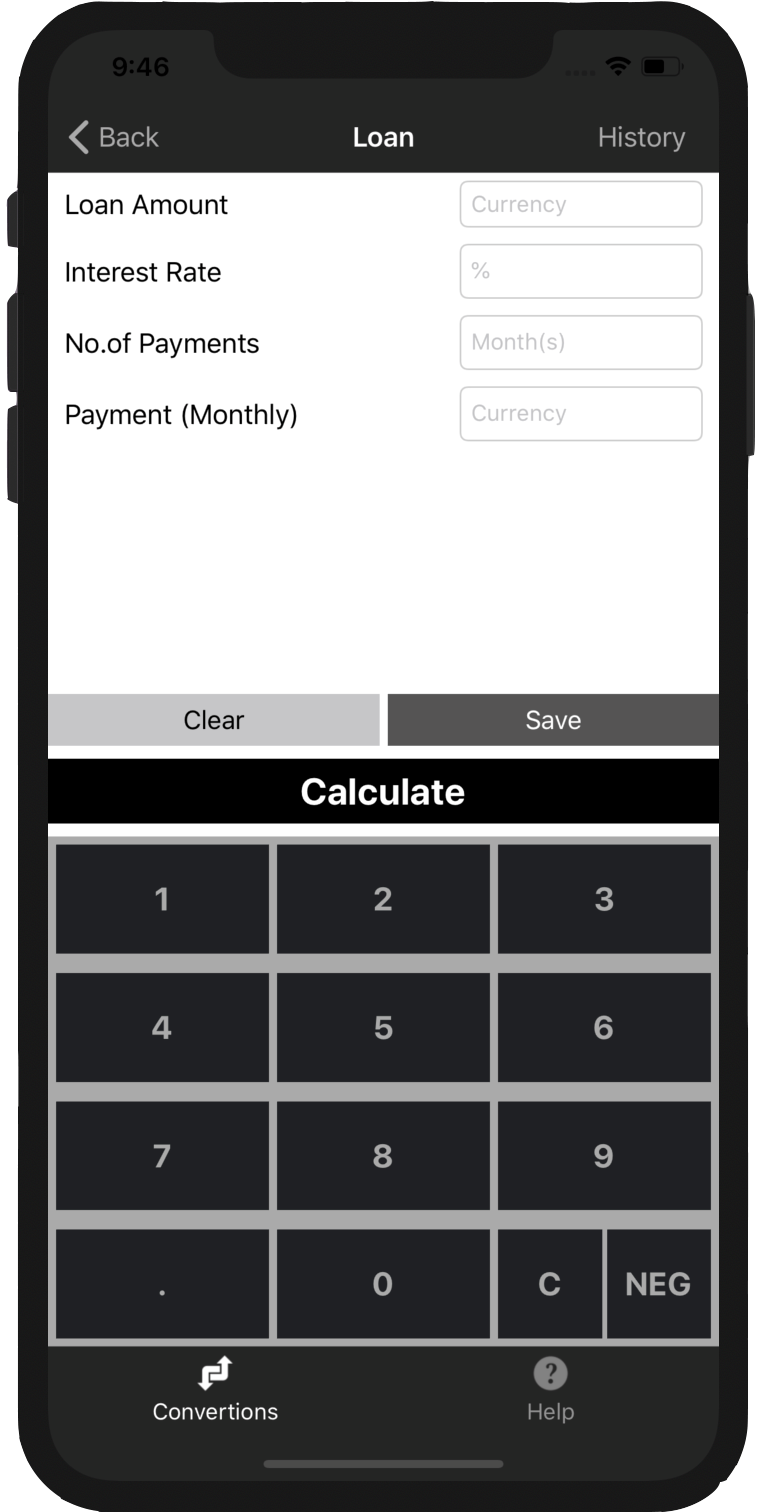 9:46
Back Loan History
Loan Amount Currency
Interest Rate %
No.of Payments Month(s)
Payment (Monthly) Currency
Clear Save
Calculate
1 2 3
4 5 6
7 8 9
. 0 C NEG
?
Convertions Help